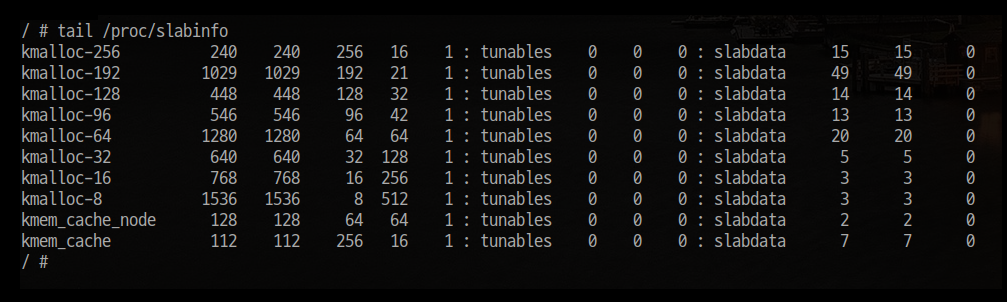 / # tail /proc/slabinfo
kmalloc-256          240    240    256   16    1 : tunables    0    0    0 : slabdata     15     15      0
kmalloc-192         1029   1029    192   21    1 : tunables    0    0    0 : slabdata     49     49      0
kmalloc-128          448    448    128   32    1 : tunables    0    0    0 : slabdata     14     14      0
kmalloc-96           546    546     96   42    1 : tunables    0    0    0 : slabdata     13     13      0
kmalloc-64          1280   1280     64   64    1 : tunables    0    0    0 : slabdata     20     20      0
kmalloc-32           640    640     32  128    1 : tunables    0    0    0 : slabdata      5      5      0
kmalloc-16           768    768     16  256    1 : tunables    0    0    0 : slabdata      3      3      0
kmalloc-8           1536   1536      8  512    1 : tunables    0    0    0 : slabdata      3      3      0
kmem_cache_node      128    128     64   64    1 : tunables    0    0    0 : slabdata      2      2      0
kmem_cache           112    112    256   16    1 : tunables    0    0    0 : slabdata      7      7      0
/ #